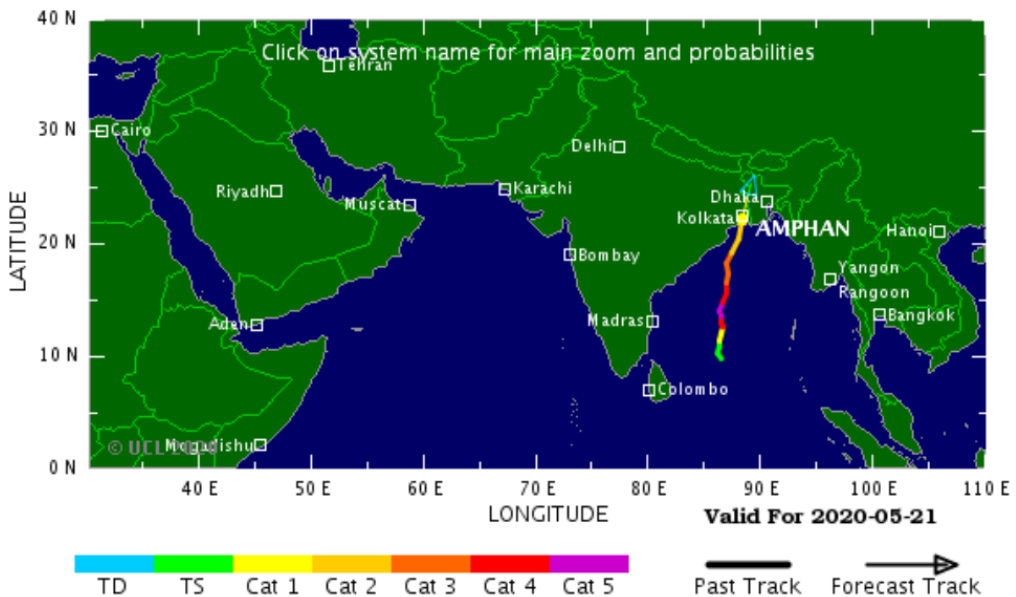 40 N
Click on system name for main zoom and probabilities
Tehran
30 N
Cairo
Delhi
Riyadh
Karachi
Muscat
Dhaka
Kolkata
AMPHAN
Hanoi
20 N
Bombay
Yangon
Rangoon
Madras
Bangkok
Aden
10 N
Colombo
© UCL 2020
Mogadishu
0 N
LATITUDE
40 E 50 E 60 E 70 E 80 E 90 E 100 E 110 E
LONGITUDE
Valid For 2020-05-21
TD TS Cat 1 Cat 2 Cat 3 Cat 4 Cat 5
Past Track Forecast Track